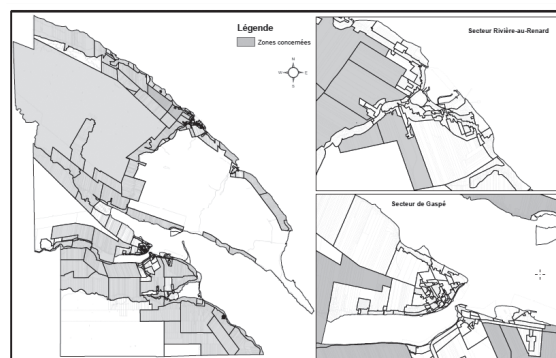 Légende
Zones concernées
N
W
E
S
Secteur Rivière-au-Renard
Secteur de Gaspé